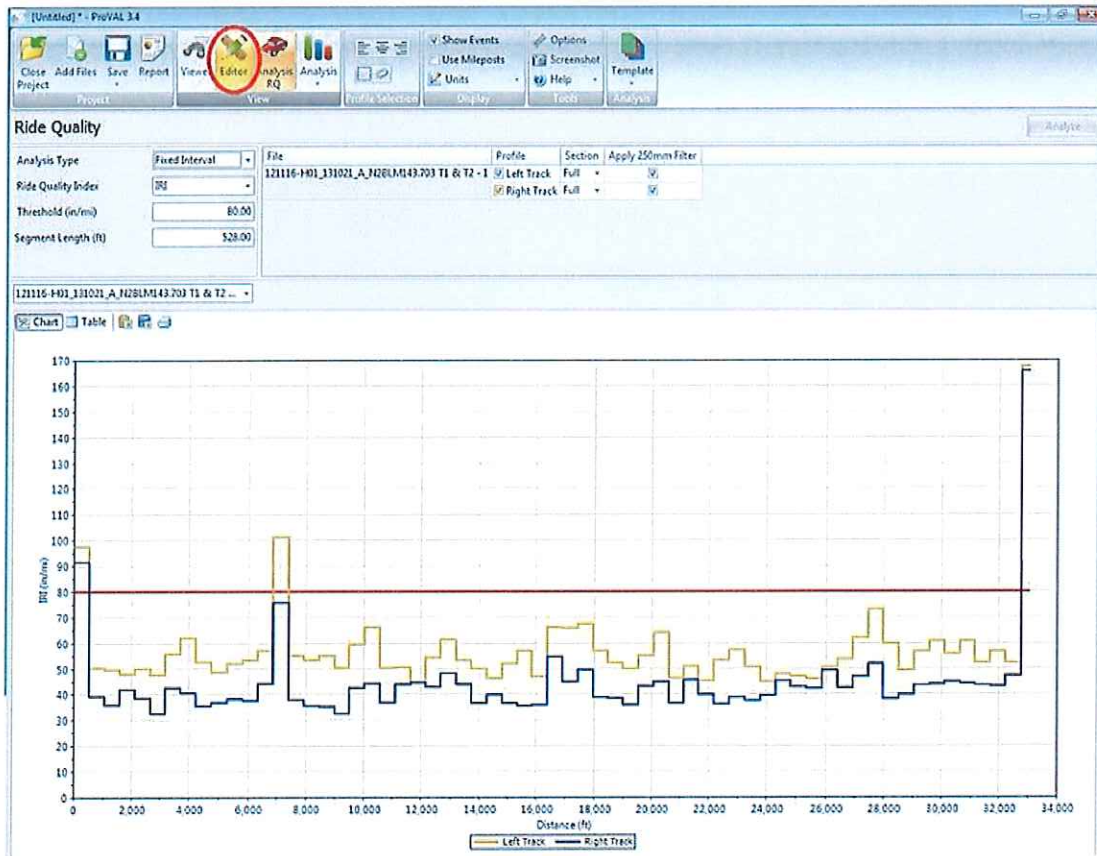 [Untitled] * - ProVAL 3.4
Close Project
Add Files
Save
Report
Viewer
Editor
Analysis RQ
Analysis
Show Events
Use Mileposts
Units
Options
Screenshot
Help
Template
Project
View
Profile Selection
Display
Tools
Analysis
Ride Quality
Analyze
Analysis Type Fixed Interval
Ride Quality Index IRI
Threshold (in/mi) 80.00
Segment Length (ft) 528.00
File Profile Section Apply 250mm Filter
121116-H01_131021_A_N2BLM143.703 T1 & T2 - 1 Left Track Full
Right Track Full
121116-H01_131021_A_N2BLM143.703 T1 & T2 ...
Chart Table
170
160
150
140
130
120
110
100
90
80
70
60
50
40
30
20
10
0
IRI (in/mi)
0 2,000 4,000 6,000 8,000 10,000 12,000 14,000 16,000 18,000 20,000 22,000 24,000 26,000 28,000 30,000 32,000 34,000
Distance (ft)
Left Track Right Track